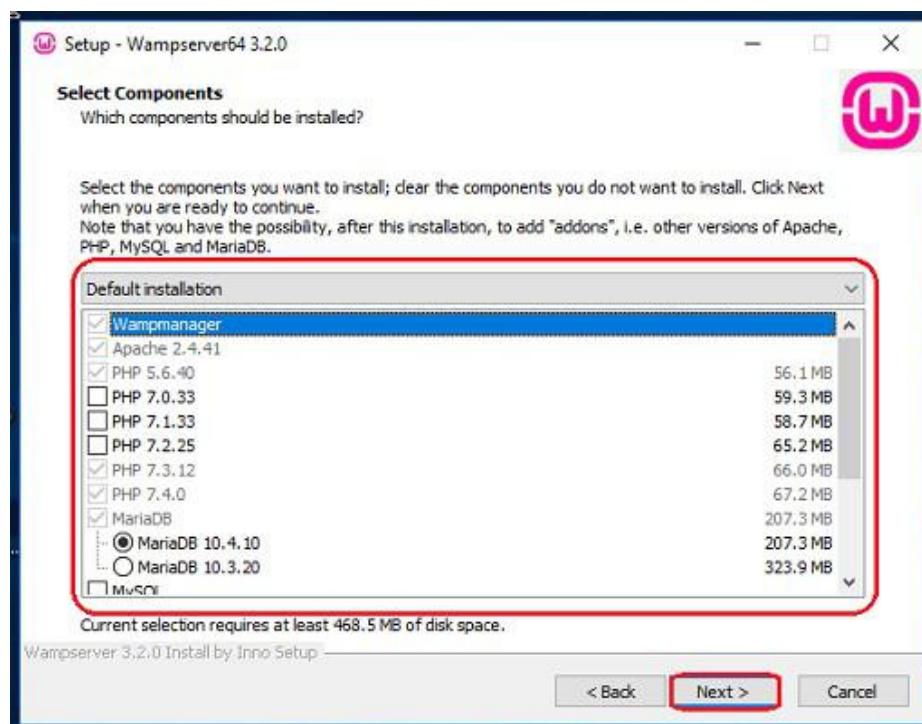 Setup - Wampserver64 3.2.0
Select Components
Which components should be installed?
Select the components you want to install; clear the components you do not want to install. Click Next
when you are ready to continue.
Note that you have the possibility, after this installation, to add "addons", i.e. other versions of Apache,
PHP, MySQL and MariaDB.
Default installation
Wampmanager
Apache 2.4.41
PHP 5.6.40 56.1 MB
PHP 7.0.33 59.3 MB
PHP 7.1.33 58.7 MB
PHP 7.2.25 65.2 MB
PHP 7.3.12 66.0 MB
PHP 7.4.0 67.2 MB
MariaDB 207.3 MB
MariaDB 10.4.10 207.3 MB
MariaDB 10.3.20 323.9 MB
MySQL
Current selection requires at least 468.5 MB of disk space.
Wampserver 3.2.0 Install by Inno Setup
< Back Next > Cancel